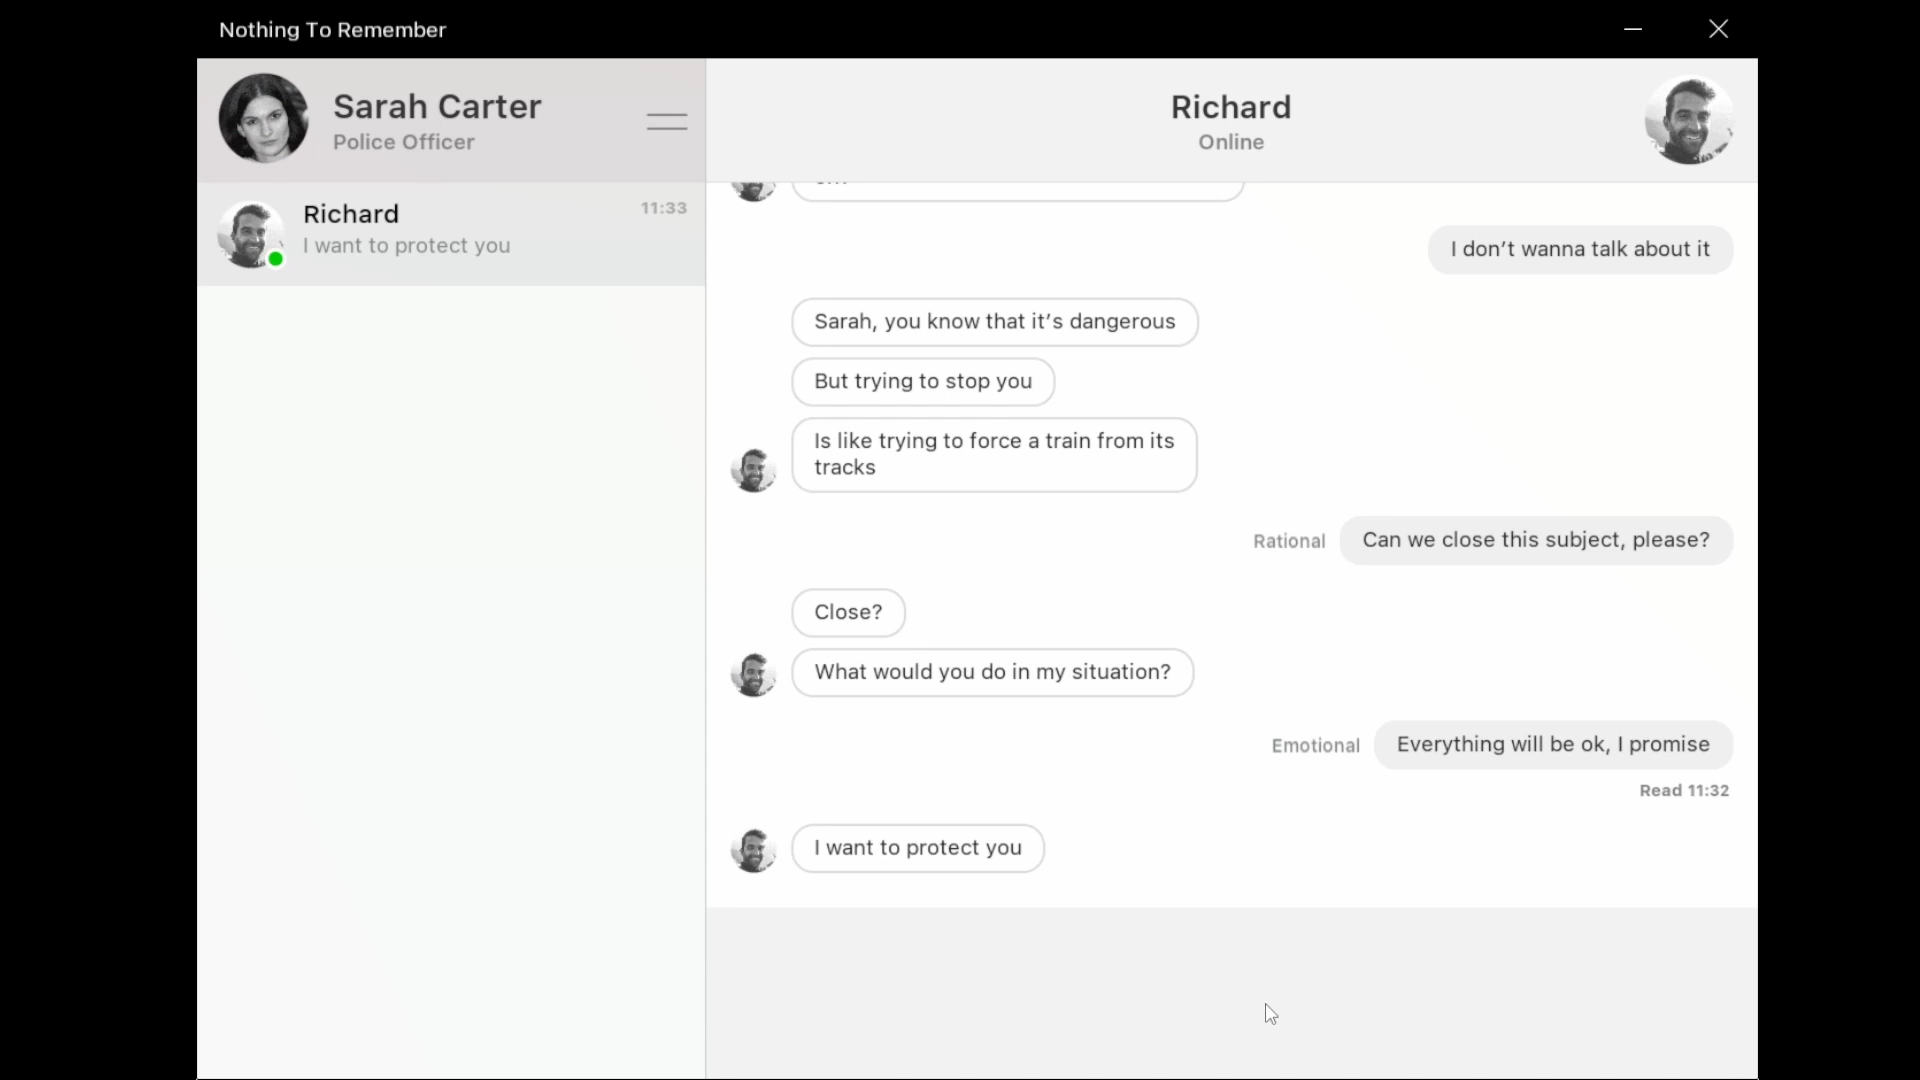 Nothing To Remember
Sarah Carter
Police Officer
Richard
Online
Richard
11:33
I want to protect you
I don’t wanna talk about it
Sarah, you know that it’s dangerous
But trying to stop you
Is like trying to force a train from its
tracks
Rational
Can we close this subject, please?
Close?
What would you do in my situation?
Emotional
Everything will be ok, I promise
Read 11:32
I want to protect you